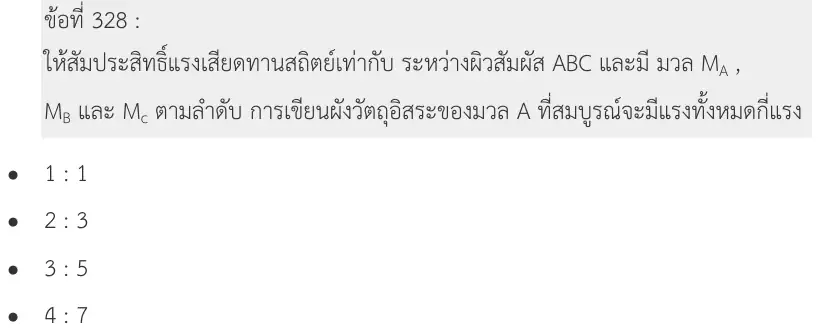 ข้อที่ 328 :
ให้สัมประสิทธิ์แรงเสียดทานสถิตย์เท่ากับ ระหว่างผิวสัมผัส ABC และมี มวล MA ,
MB และ Mc ตามลำดับ การเขียนผังวัตถุอิสระของมวล A ที่สมบูรณ์จะมีแรงทั้งหมดกี่แรง
• 1 : 1
• 2 : 3
• 3 : 5
• 4 : 7